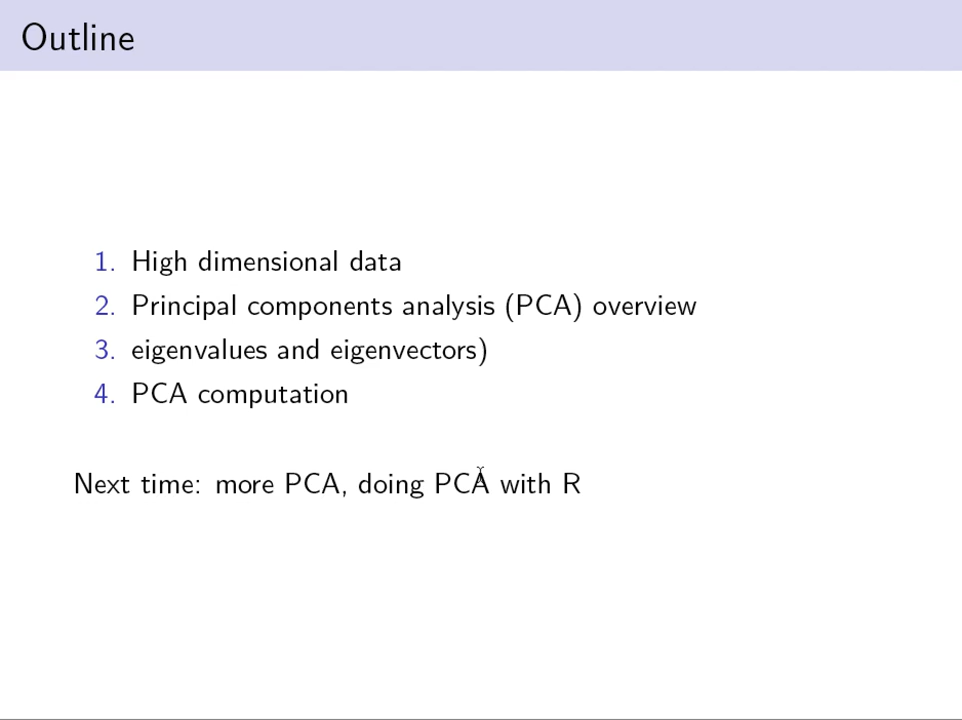 Outline
1. High dimensional data
2. Principal components analysis (PCA) overview
3. eigenvalues and eigenvectors)
4. PCA computation
Next time: more PCA, doing PCA with R